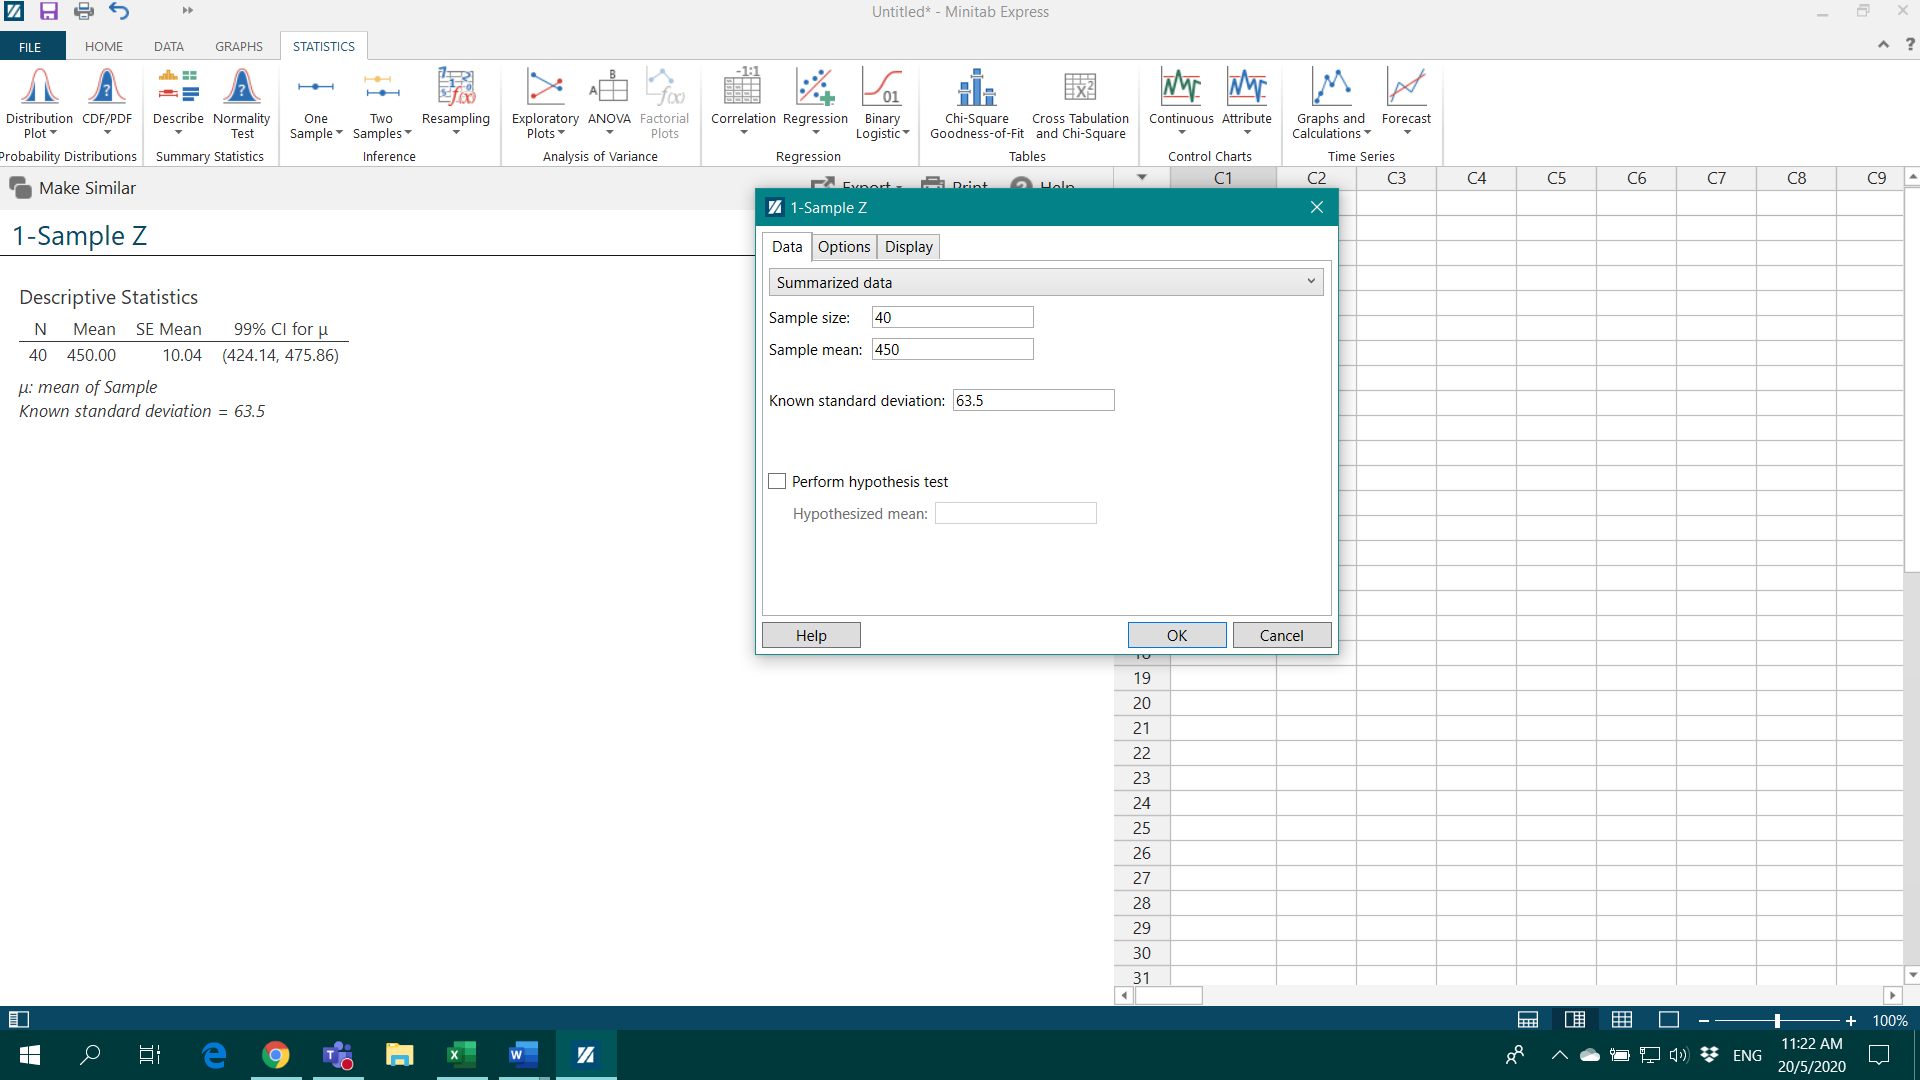 Untitled* - Minitab Express
FILE HOME DATA GRAPHS STATISTICS
?
Distribution Plot
CDF/PDF
Describe
Normality Test
One Sample
Two Samples
Resampling
Exploratory Plots
ANOVA
Factorial Plots
Correlation
Regression
Binary Logistic
Chi-Square Goodness-of-Fit
Cross Tabulation and Chi-Square
Continuous
Attribute
Graphs and Calculations
Forecast
Probability Distributions
Summary Statistics
Inference
Analysis of Variance
Regression
Tables
Control Charts
Time Series
Make Similar
Export
Print
Help
1-Sample Z
Descriptive Statistics
N Mean SE Mean 99% CI for μ
40 450.00 10.04 (424.14, 475.86)
μ: mean of Sample
Known standard deviation = 63.5
1-Sample Z
Data Options Display
Summarized data
Sample size: 40
Sample mean: 450
Known standard deviation: 63.5
Perform hypothesis test
Hypothesized mean:
Help OK Cancel
C1 C2 C3 C4 C5 C6 C7 C8 C9
18
19
20
21
22
23
24
25
26
27
28
29
30
31
100%
ENG
11:22 AM
20/5/2020